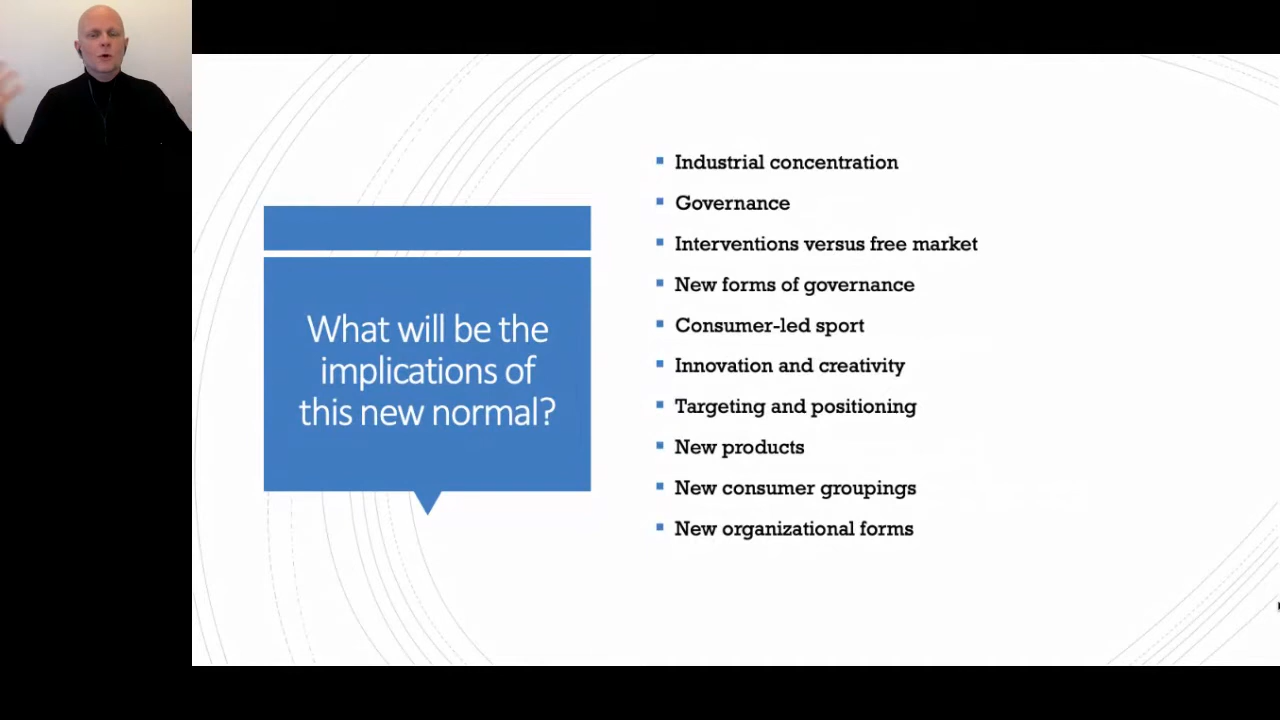 What will be the
implications of
this new normal?
Industrial concentration
Governance
Interventions versus free market
New forms of governance
Consumer-led sport
Innovation and creativity
Targeting and positioning
New products
New consumer groupings
New organizational forms